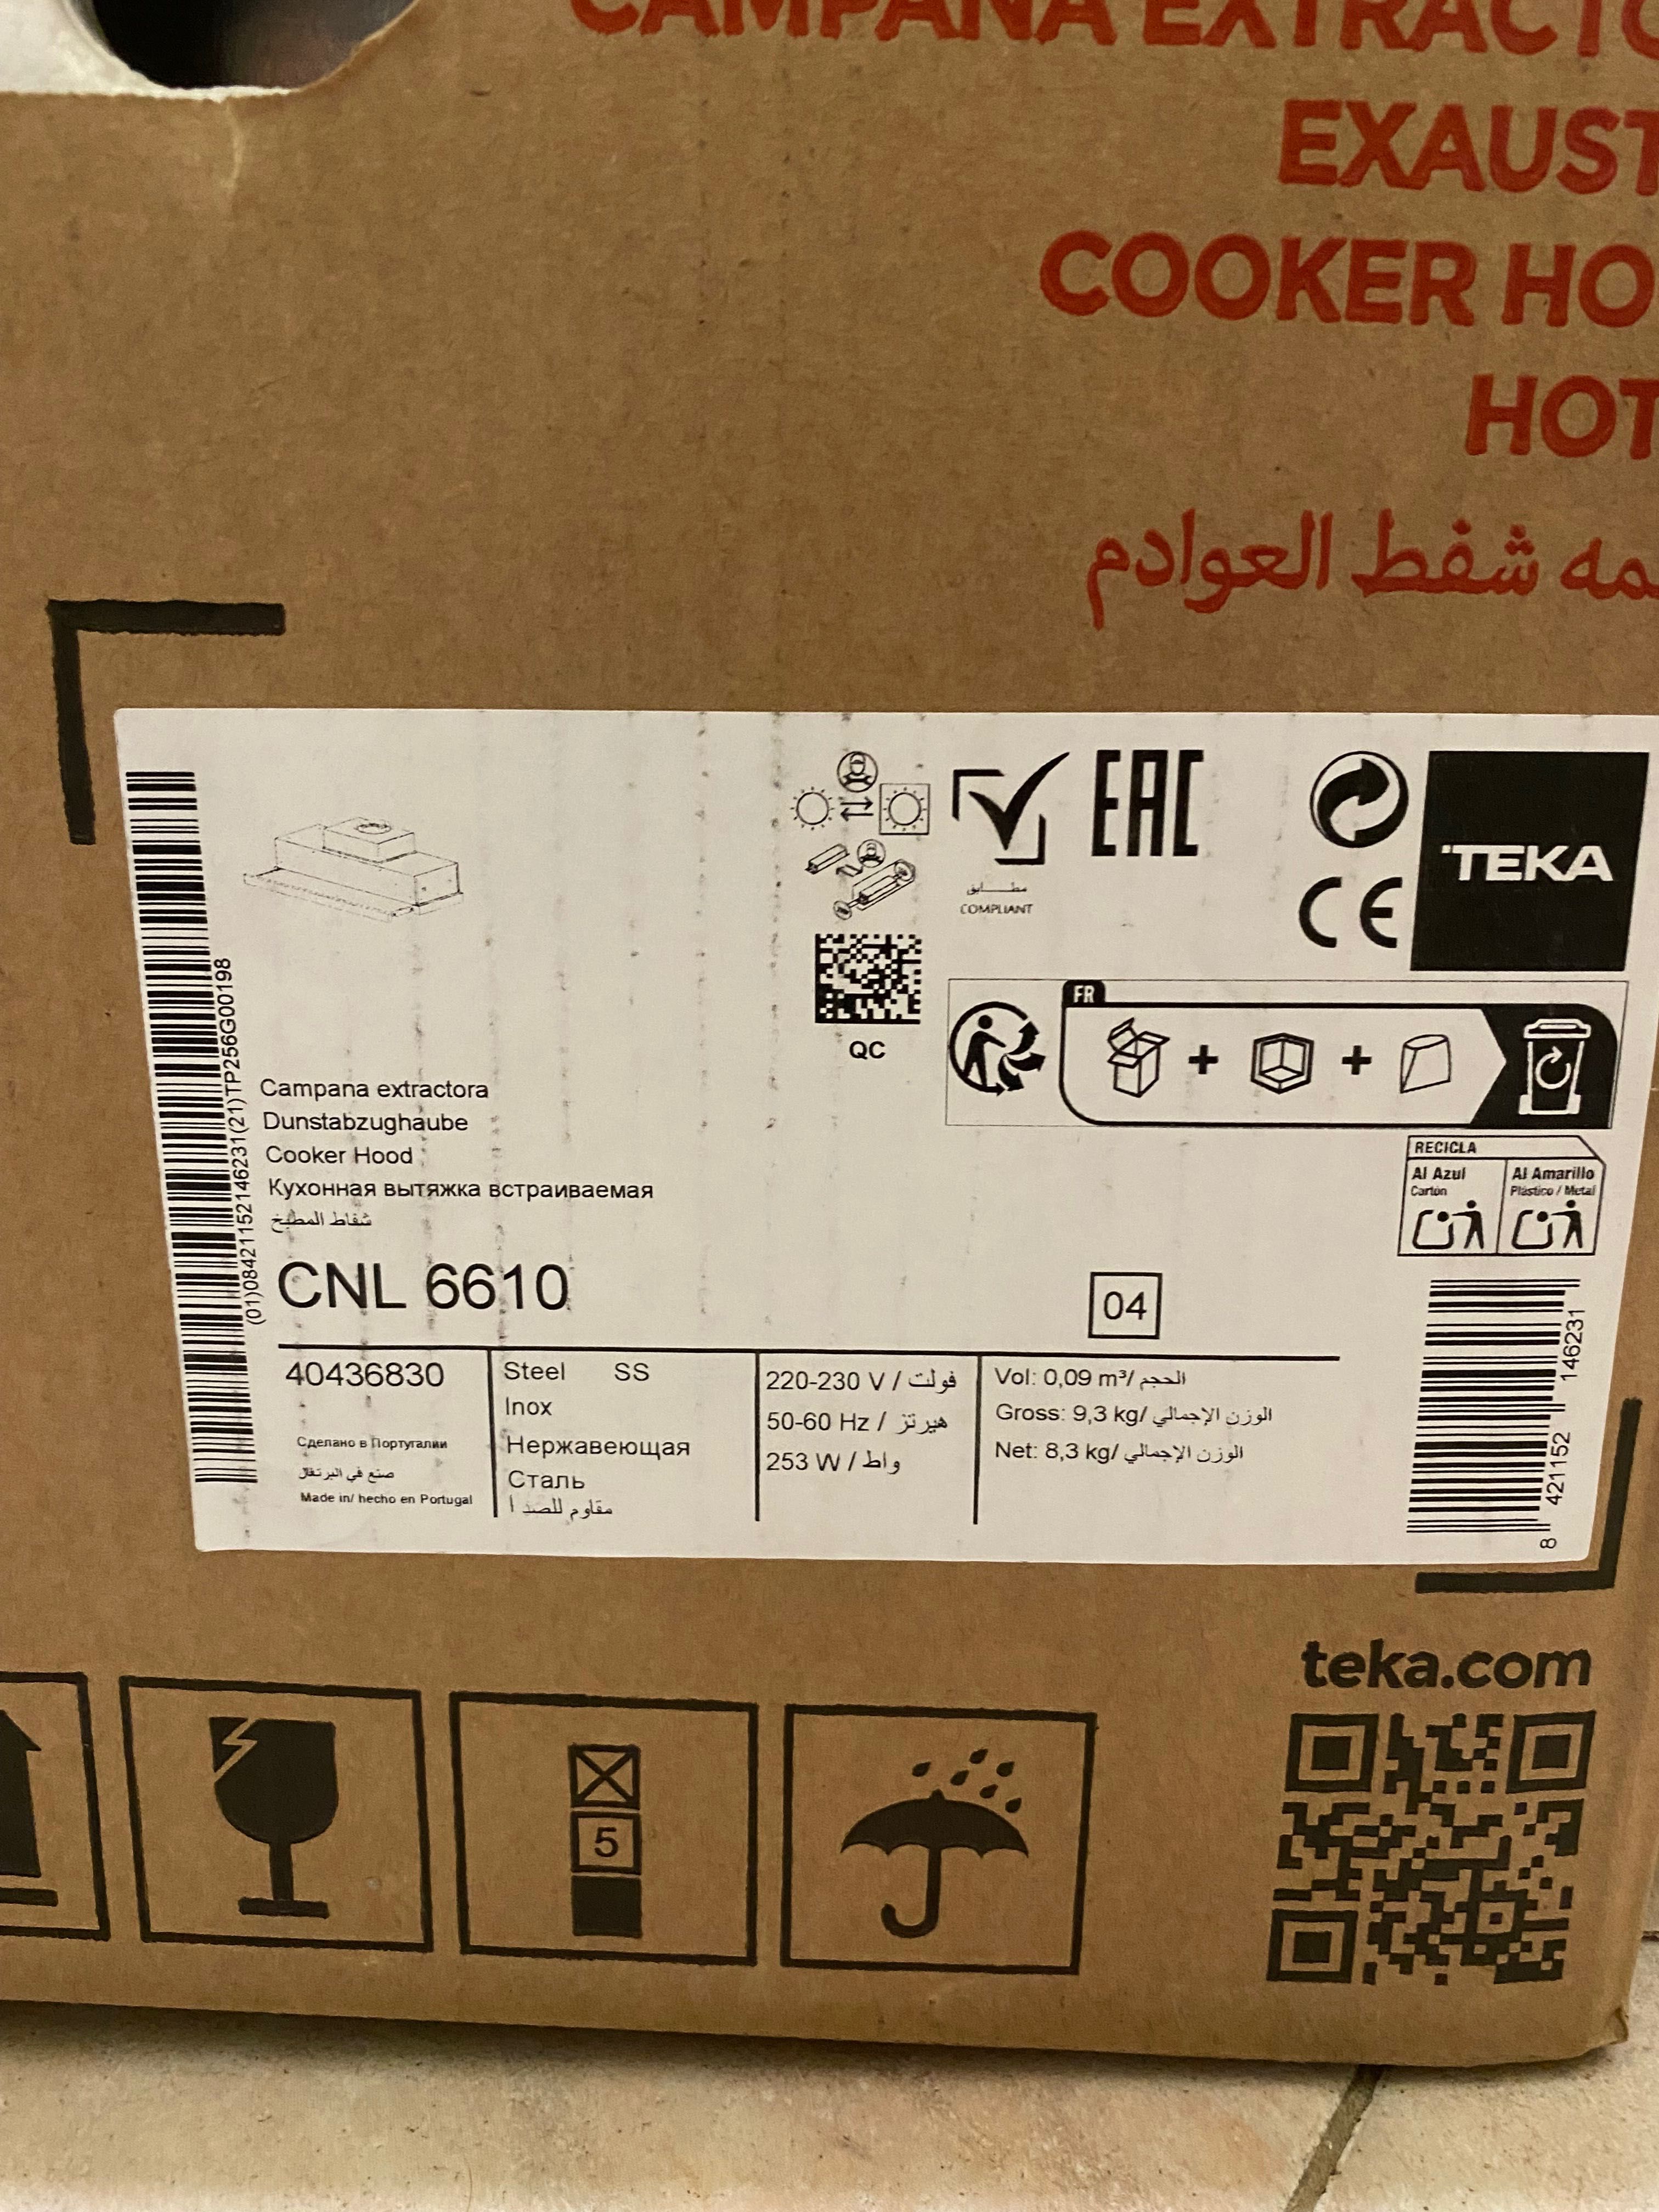 CAMPANA EXTRACTO
EXAUST
COOKER HO
HOT
شفط العوادم
EAC
مطابق
COMPLIANT
CE
TEKA
QC
FR
(01)08421152146231(21)TP256G00198
Campana extractora
Dunstabzughaube
Cooker Hood
Кухонная вытяжка встраиваемая
شفاط المطبخ
CNL 6610
04
RECICLA
Al Azul
Cartón
Al Amarillo
Plástico / Metal
40436830
Сделано в Португалии
صنع في البرتغال
Made in/ hecho en Portugal
Steel SS
Inox
Нержавеющая
Сталь
مقاوم للصدأ
220-230 V / فولت
50-60 Hz / هيرتز
253 W / واط
Vol: 0,09 m³/ الحجم
Gross: 9,3 kg/ الوزن الإجمالي
Net: 8,3 kg/ الوزن الإجمالي
8 421152 146231
teka.com
5